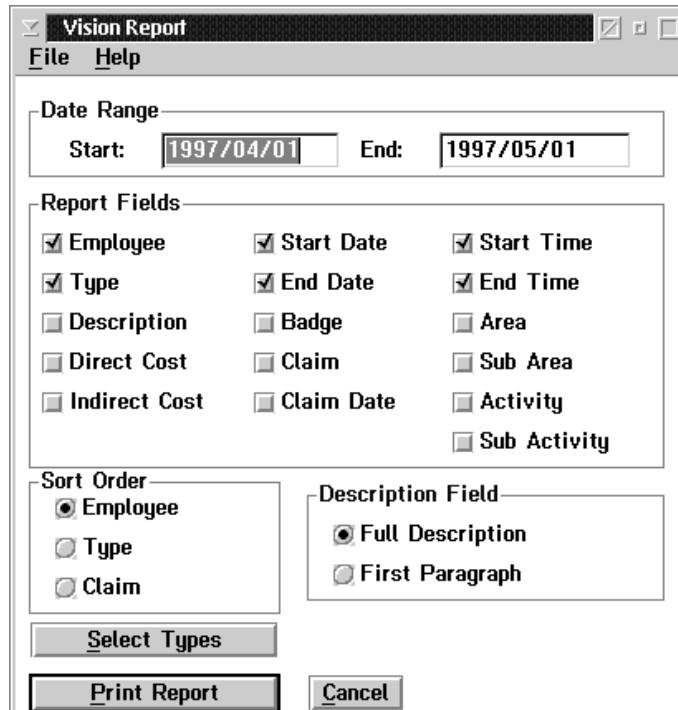 Vision Report
File Help
Date Range
Start: 1997/04/01 End: 1997/05/01
Report Fields
Employee Start Date Start Time
Type End Date End Time
Description Badge Area
Direct Cost Claim Sub Area
Indirect Cost Claim Date Activity
Sub Activity
Sort Order
Employee
Type
Claim
Description Field
Full Description
First Paragraph
Select Types
Print Report Cancel